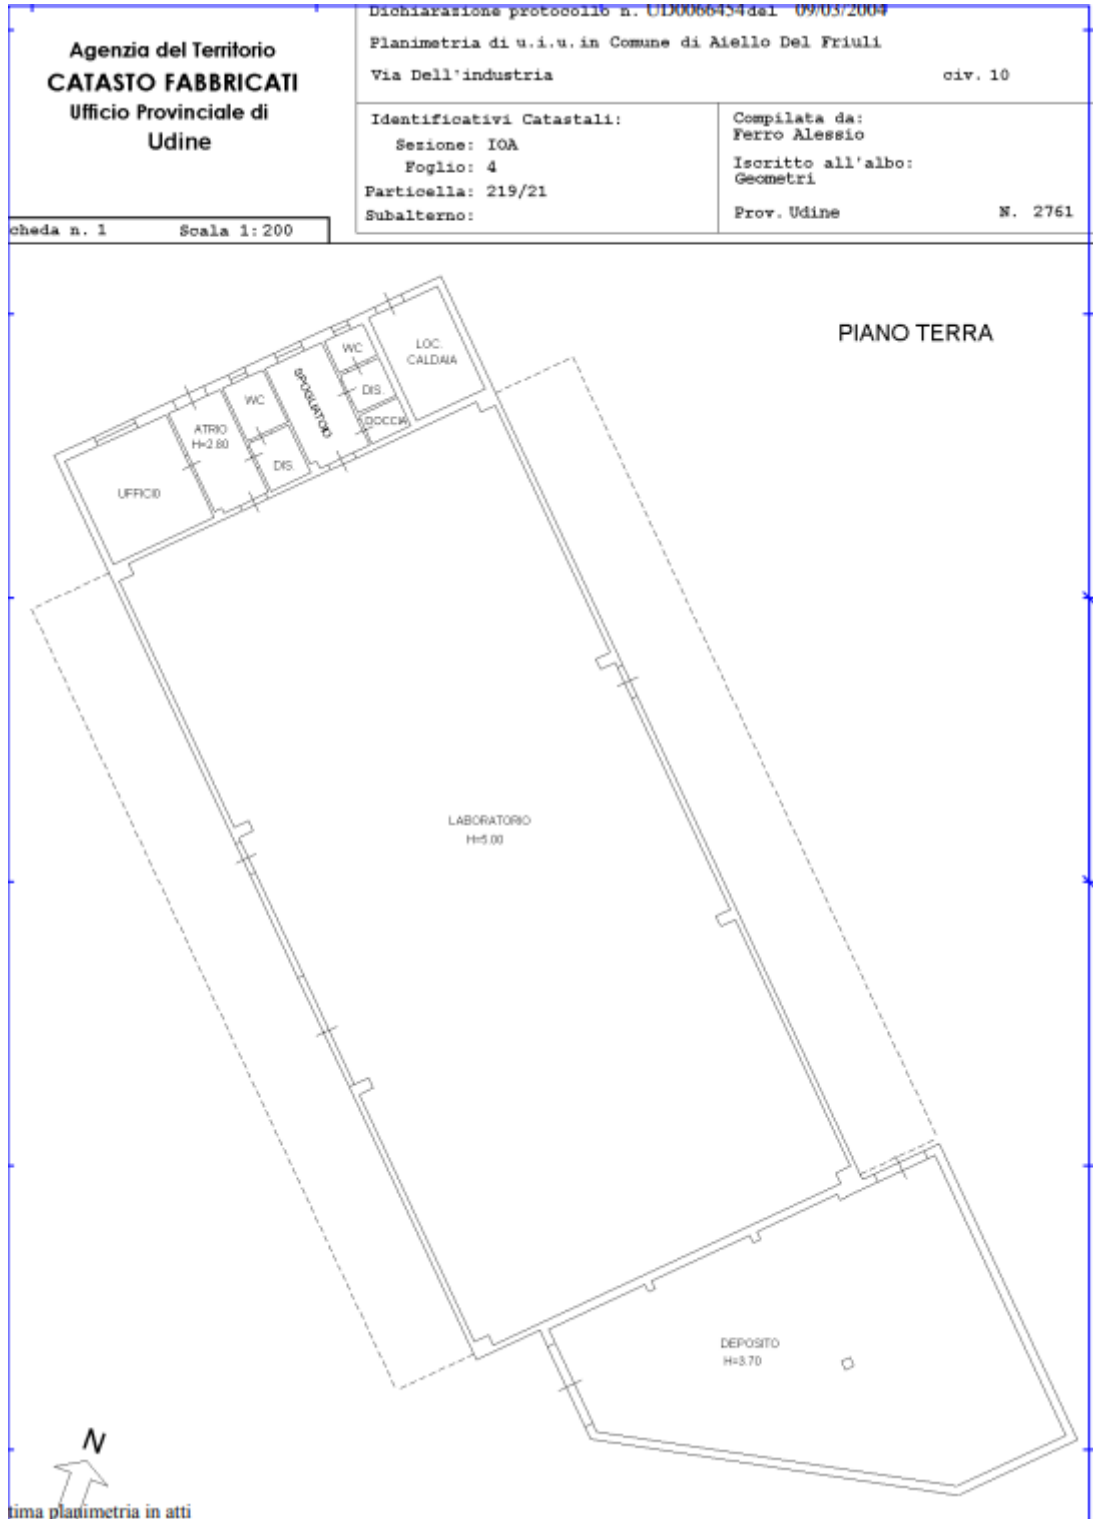 Agenzia del Territorio
CATASTO FABBRICATI
Ufficio Provinciale di
Udine
Dichiarazione protocollo n. UD0066454 del 09/03/2004
Planimetria di u.i.u. in Comune di Aiello Del Friuli
Via Dell'industria civ. 10
Identificativi Catastali:
Sezione: IOA
Foglio: 4
Particella: 219/21
Subalterno:
Compilata da:
Ferro Alessio
Iscritto all'albo:
Geometri
Prov. Udine N. 2761
cheda n. 1 Scala 1:200
PIANO TERRA
LOC.
CALDAIA
WC
DIS.
DOCCIA
SPOGLIATOIO
WC
DIS.
ATRIO
H=2.80
UFFICIO
LABORATORIO
H=5.00
DEPOSITO
H=3.70
N
tima planimetria in atti